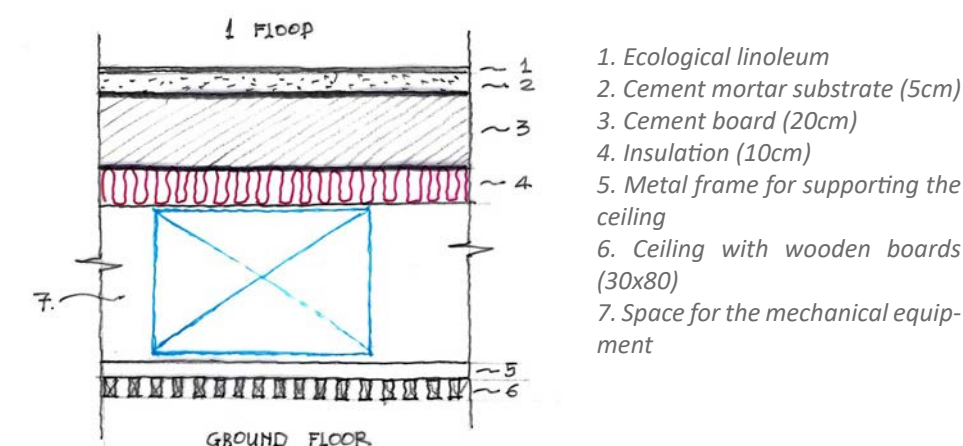 1 FLOOP
1
2
3
4
7.
5
6
GROUND FLOOR
1. Ecological linoleum
2. Cement mortar substrate (5cm)
3. Cement board (20cm)
4. Insulation (10cm)
5. Metal frame for supporting the
ceiling
6. Ceiling with wooden boards
(30x80)
7. Space for the mechanical equip-
ment